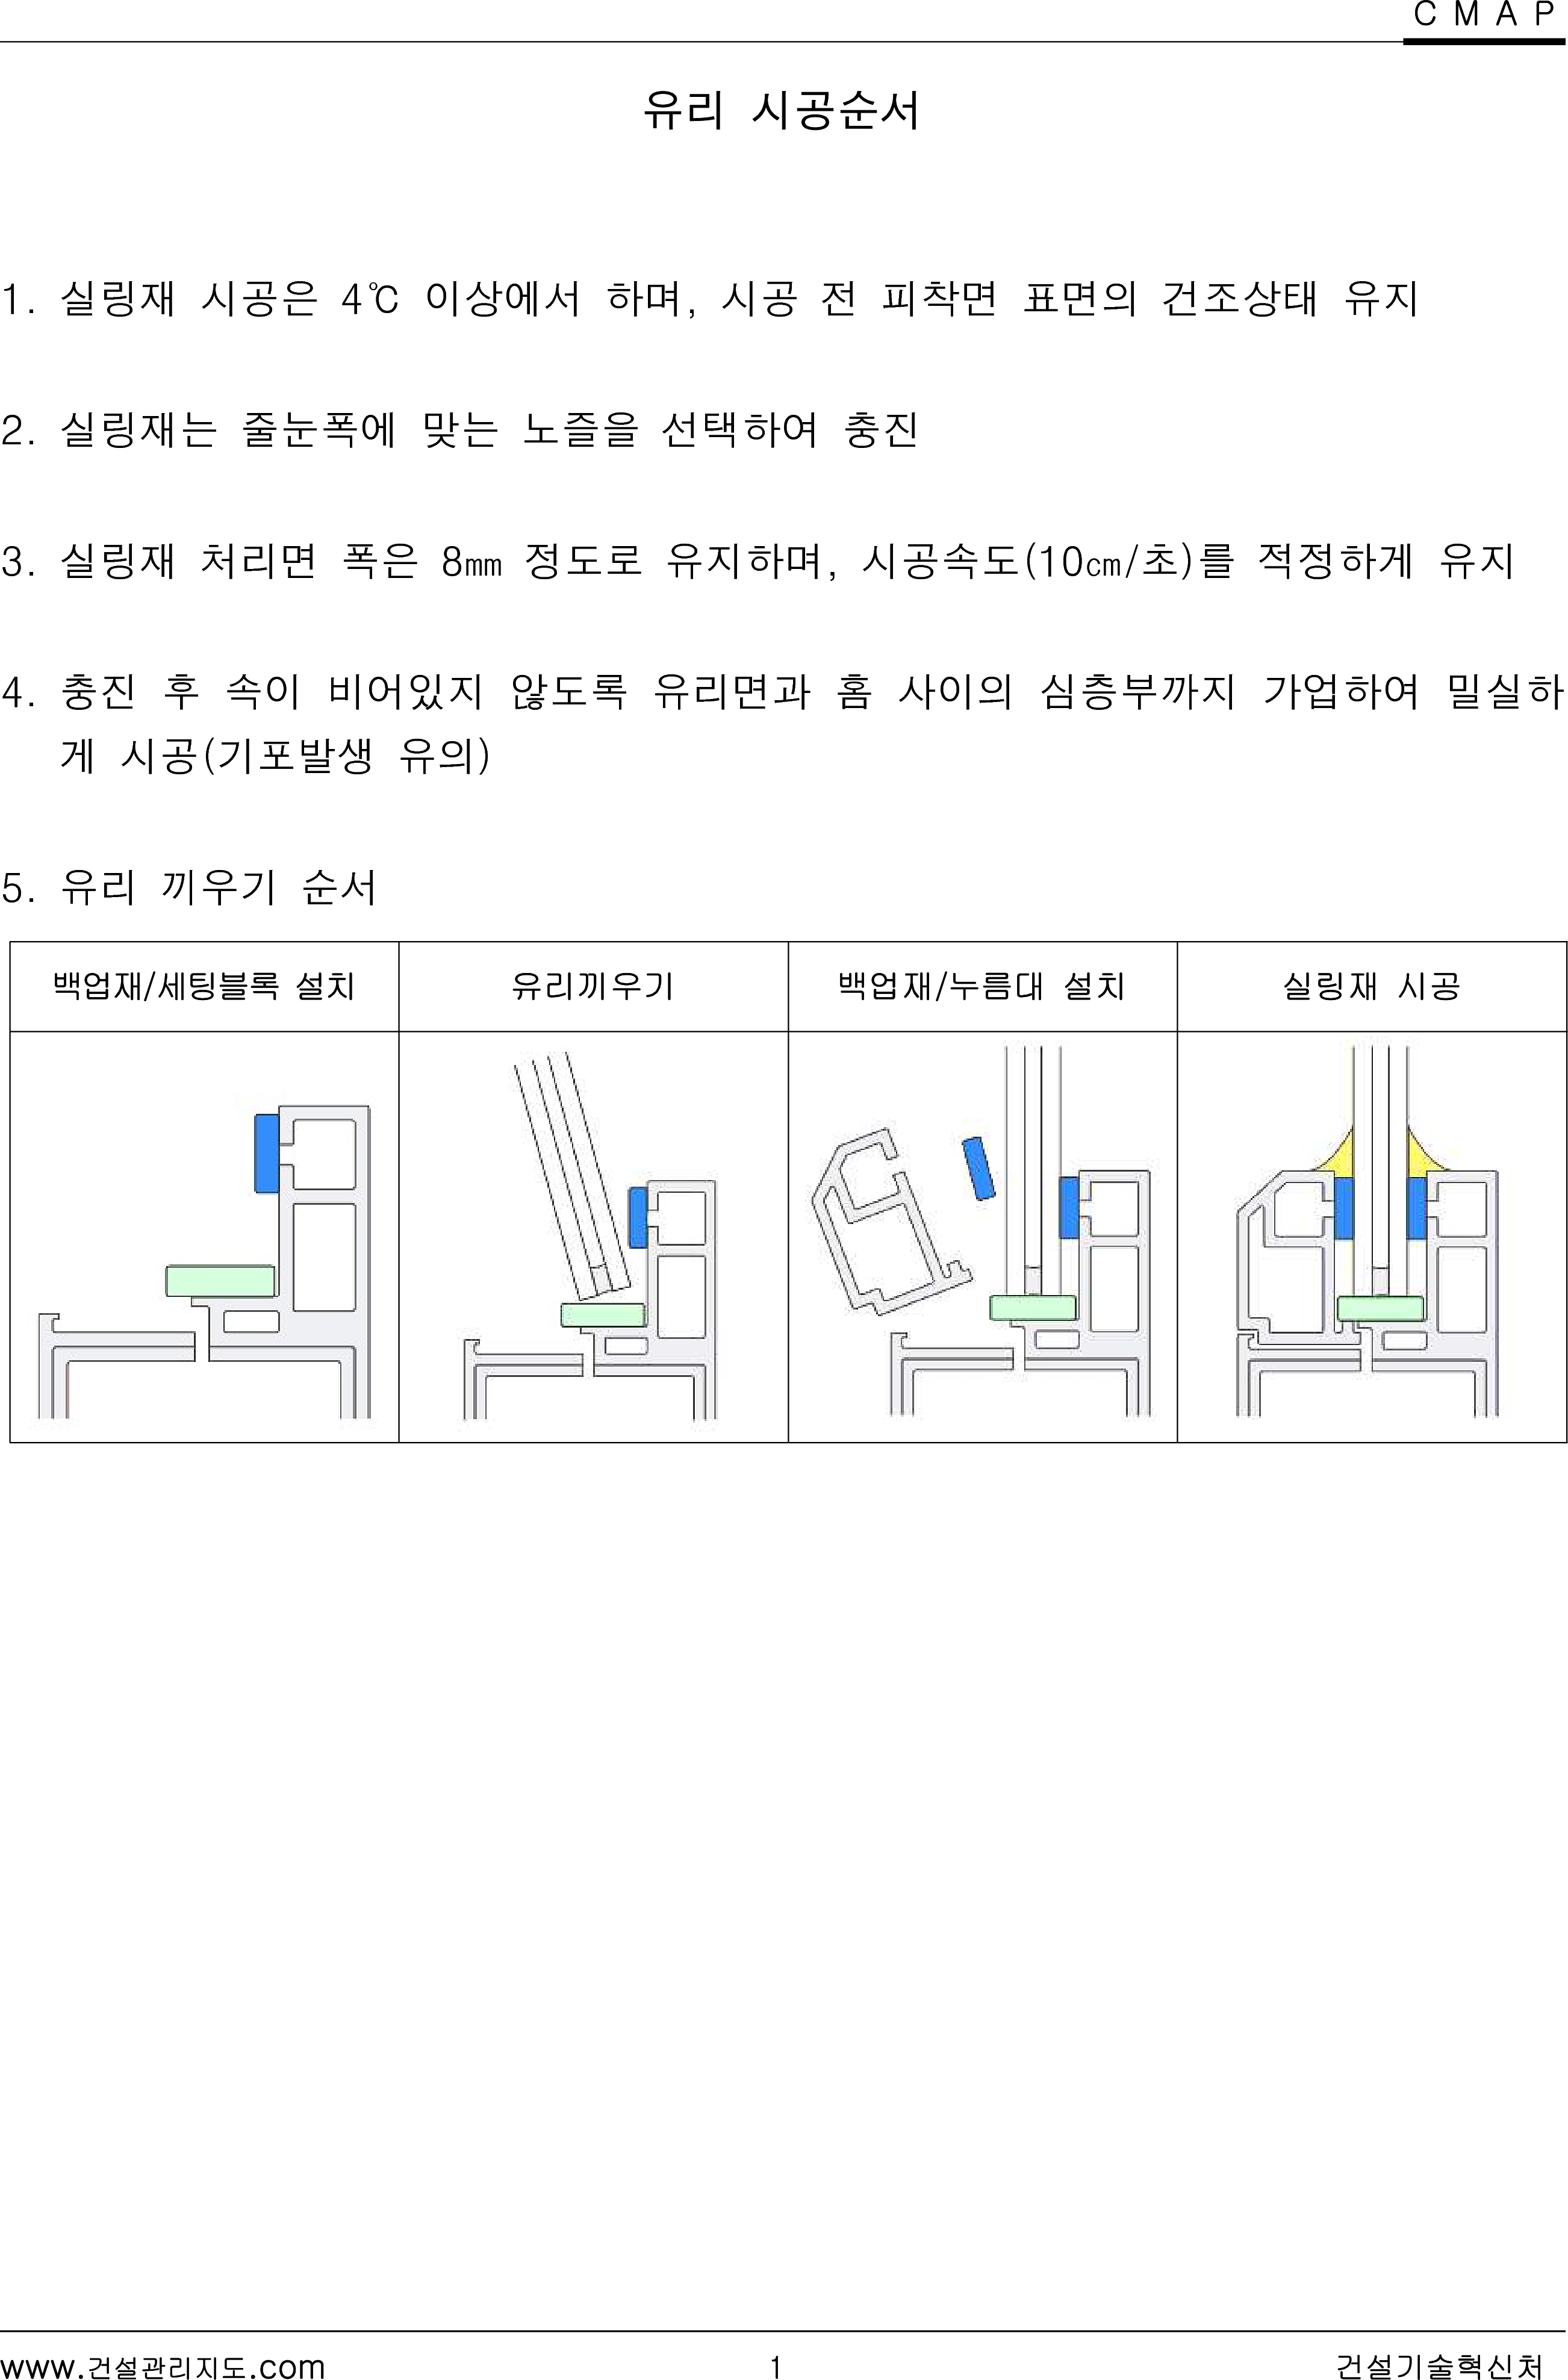 C M A P
유리 시공순서
1. 실링재 시공은 4℃ 이상에서 하며, 시공 전 피착면 표면의 건조상태 유지
2. 실링재는 줄눈폭에 맞는 노즐을 선택하여 충진
3. 실링재 처리면 폭은 8㎜ 정도로 유지하며, 시공속도(10㎝/초)를 적정하게 유지
4. 충진 후 속이 비어있지 않도록 유리면과 홈 사이의 심층부까지 가업하여 밀실하
게 시공(기포발생 유의)
5. 유리 끼우기 순서
백업재/세팅블록 설치
유리끼우기
백업재/누름대 설치
실링재 시공
www.건설관리지도.com
1
건설기술혁신처